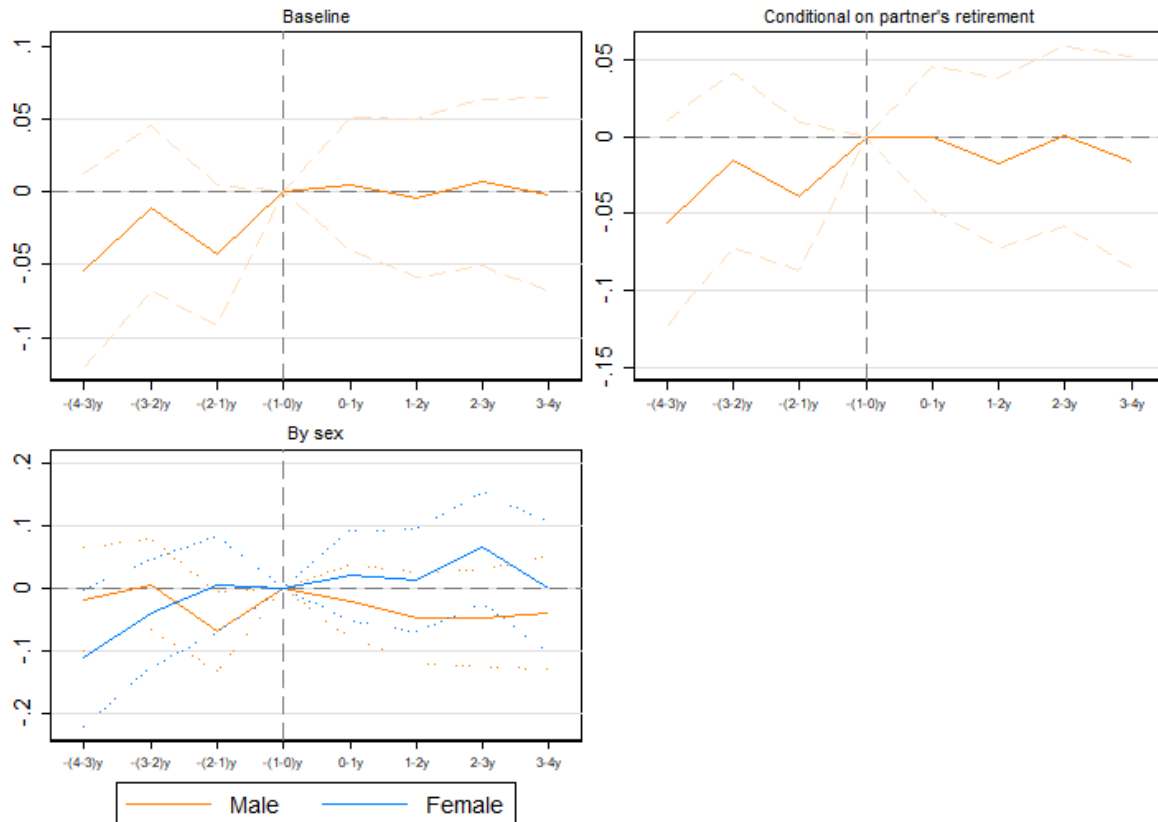 Baseline
.1
.05
0
-.05
-.1
-(4-3)y -(3-2)y -(2-1)y -(1-0)y 0-1y 1-2y 2-3y 3-4y
Conditional on partner's retirement
.05
0
-.05
-.1
-.15
-(4-3)y -(3-2)y -(2-1)y -(1-0)y 0-1y 1-2y 2-3y 3-4y
By sex
.2
.1
0
-.1
-.2
-(4-3)y -(3-2)y -(2-1)y -(1-0)y 0-1y 1-2y 2-3y 3-4y
Male Female